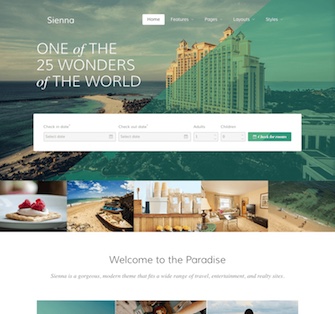 Sienna
Home Features Pages Layouts Styles
ONE of THE
25 WONDERS
of THE WORLD
Check in date* Check out date* Adults Children
Select date Select date 1 0 Check the rooms
Welcome to the Paradise
Sienna is a gorgeous, modern theme that fits a wide range of travel, entertainment, and realty sites.